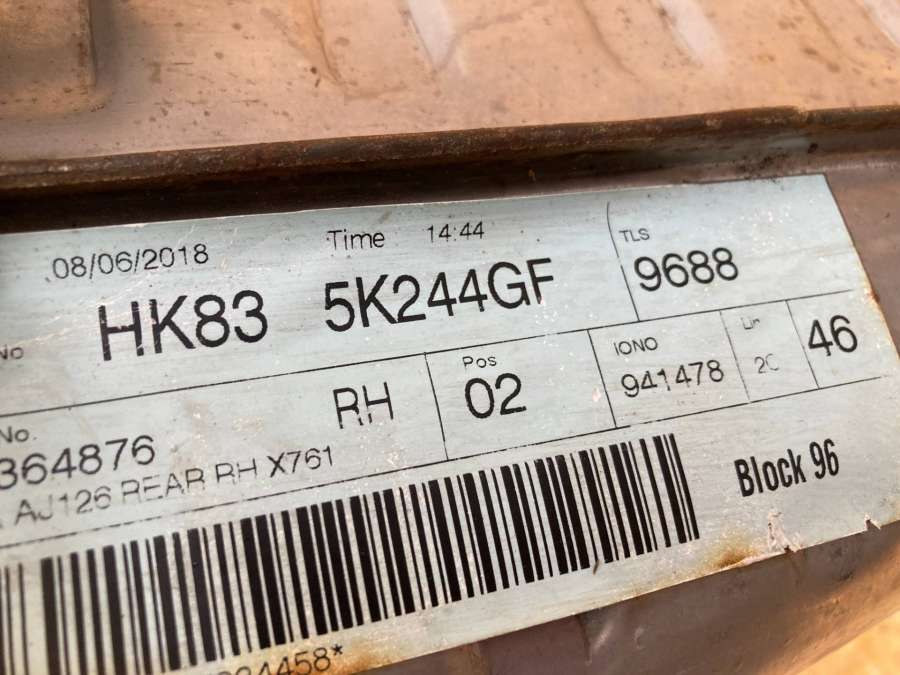 08/06/2018 Time 14:44 TLS
No HK83 5K244GF 9688
No. RH Pos 02 IONO 941478 46
364876
AJ126 REAR RH X761
Block 96
24458*